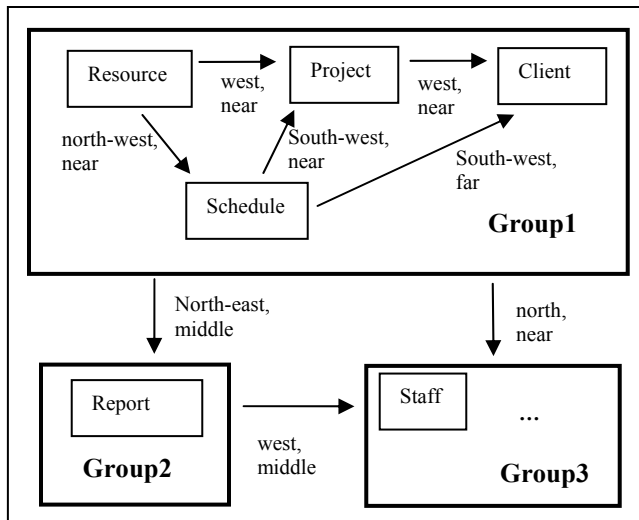 Resource
west,
near
Project
west,
near
Client
north-west,
near
South-west,
near
South-west,
far
Schedule
Group1
North-east,
middle
north,
near
Report
Group2
west,
middle
Staff
...
Group3